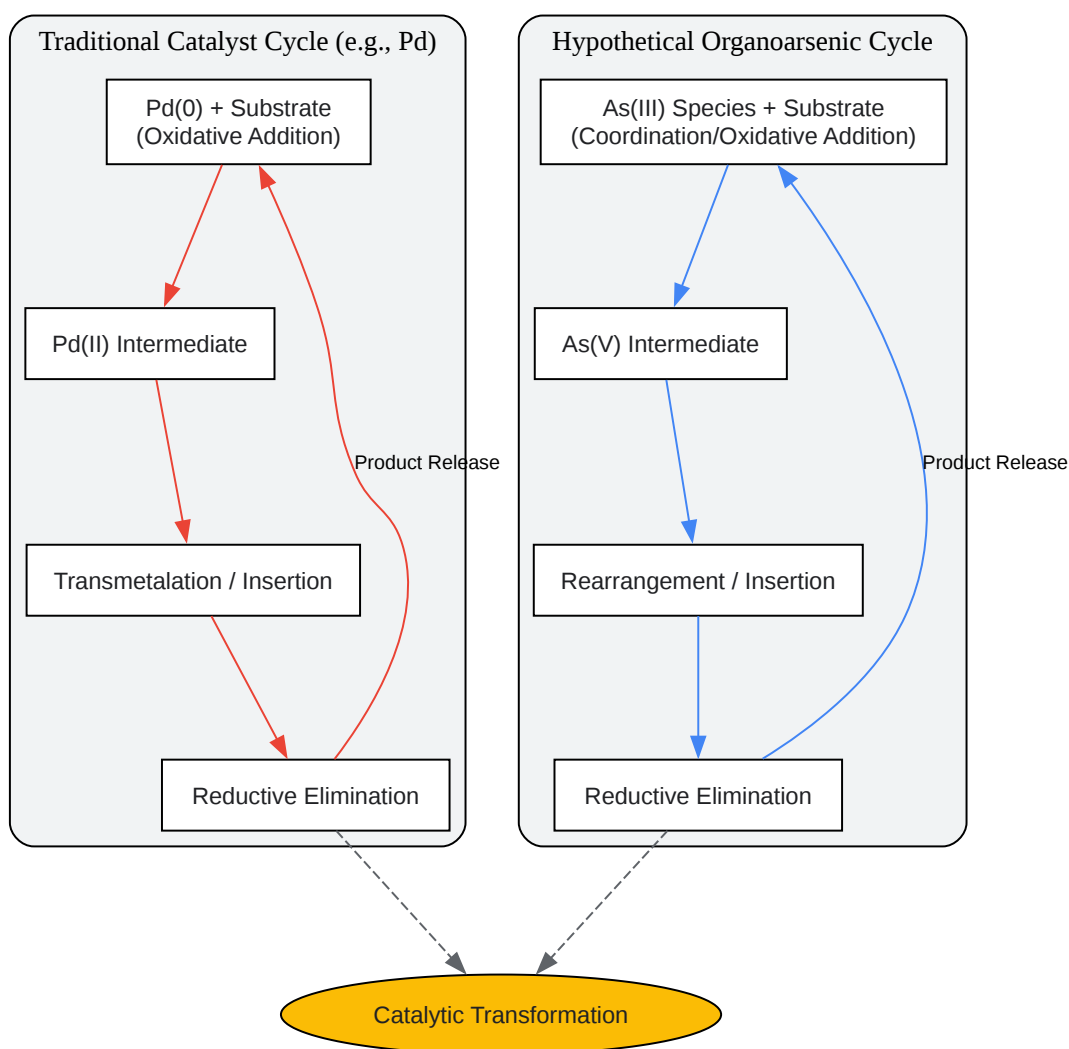 Traditional Catalyst Cycle (e.g., Pd)
Pd(0) + Substrate
(Oxidative Addition)
Pd(II) Intermediate
Product Release
Transmetalation / Insertion
Reductive Elimination
Hypothetical Organoarsenic Cycle
As(III) Species + Substrate
(Coordination/Oxidative Addition)
As(V) Intermediate
Product Release
Rearrangement / Insertion
Reductive Elimination
Catalytic Transformation